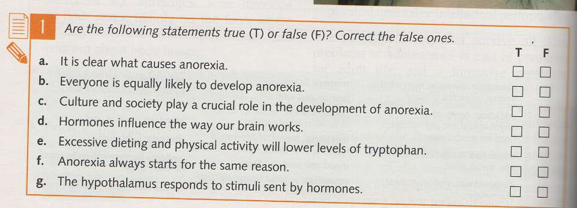 1 Are the following statements true (T) or false (F)? Correct the false ones.
T F
a. It is clear what causes anorexia.
b. Everyone is equally likely to develop anorexia.
c. Culture and society play a crucial role in the development of anorexia.
d. Hormones influence the way our brain works.
e. Excessive dieting and physical activity will lower levels of tryptophan.
f. Anorexia always starts for the same reason.
g. The hypothalamus responds to stimuli sent by hormones.